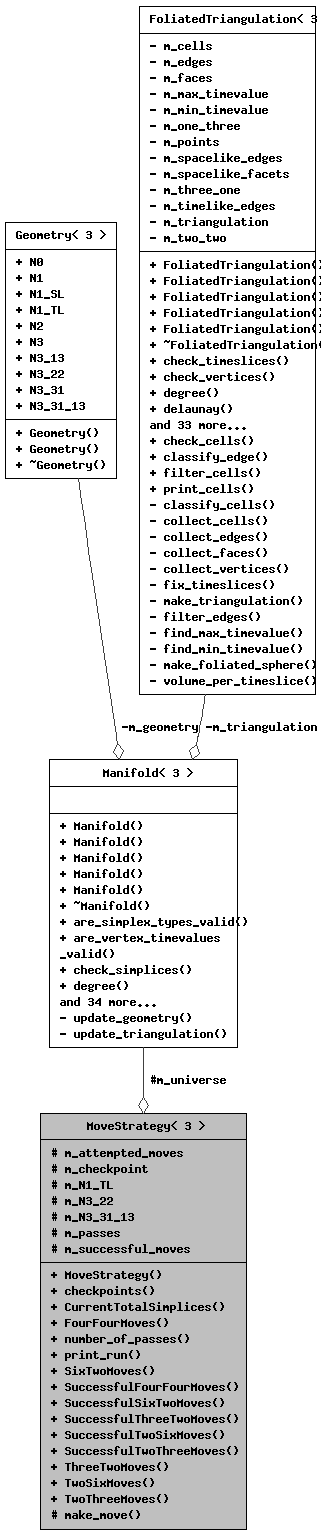 FoliatedTriangulation< 3
- m_cells
- m_edges
- m_faces
- m_max_timevalue
- m_min_timevalue
- m_one_three
- m_points
- m_spacelike_edges
- m_spacelike_facets
- m_three_one
- m_timelike_edges
- m_triangulation
- m_two_two
+ FoliatedTriangulation()
+ FoliatedTriangulation()
+ FoliatedTriangulation()
+ FoliatedTriangulation()
+ FoliatedTriangulation()
+ ~FoliatedTriangulation(
+ check_timeslices()
+ check_vertices()
+ degree()
+ delaunay()
and 33 more...
+ check_cells()
+ classify_edge()
+ filter_cells()
+ print_cells()
- classify_cells()
- collect_cells()
- collect_edges()
- collect_faces()
- collect_vertices()
- fix_timeslices()
- make_triangulation()
- filter_edges()
- find_max_timevalue()
- find_min_timevalue()
- make_foliated_sphere()
- volume_per_timeslice()
Geometry< 3 >
+ N0
+ N1
+ N1_SL
+ N1_TL
+ N2
+ N3
+ N3_13
+ N3_22
+ N3_31
+ N3_31_13
+ Geometry()
+ Geometry()
+ ~Geometry()
-m_geometry
-m_triangulation
Manifold< 3 >
+ Manifold()
+ Manifold()
+ Manifold()
+ Manifold()
+ Manifold()
+ ~Manifold()
+ are_simplex_types_valid()
+ are_vertex_timevalues
_valid()
+ check_simplices()
+ degree()
and 34 more...
- update_geometry()
- update_triangulation()
#m_universe
MoveStrategy< 3 >
# m_attempted_moves
# m_checkpoint
# m_N1_TL
# m_N3_22
# m_N3_31_13
# m_passes
# m_successful_moves
+ MoveStrategy()
+ checkpoints()
+ CurrentTotalSimplices()
+ FourFourMoves()
+ number_of_passes()
+ print_run()
+ SixTwoMoves()
+ SuccessfulFourFourMoves()
+ SuccessfulSixTwoMoves()
+ SuccessfulThreeTwoMoves()
+ SuccessfulTwoSixMoves()
+ SuccessfulTwoThreeMoves()
+ ThreeTwoMoves()
+ TwoSixMoves()
+ TwoThreeMoves()
# make_move()